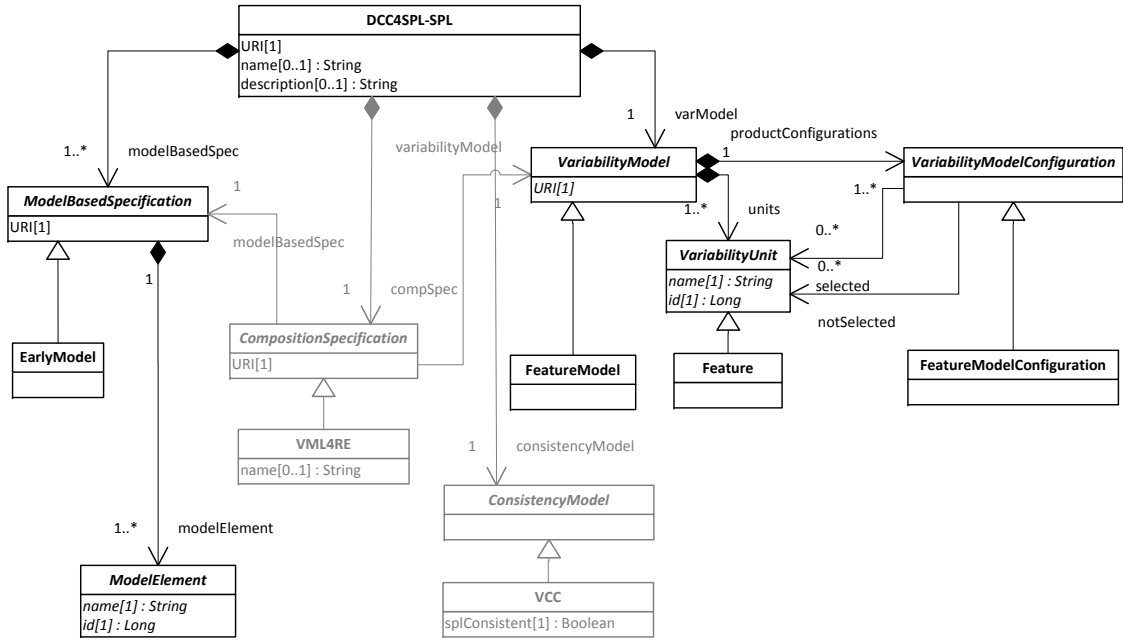 DCC4SPL-SPL
URI[1]
name[0..1] : String
description[0..1] : String
1
varModel
productConfigurations
1..*
modelBasedSpec
variabilityModel
VariabilityModel
URI[1]
1
VariabilityModelConfiguration
ModelBasedSpecification
URI[1]
1
1
1..*
units
1..*
0..*
modelBasedSpec
VariabilityUnit
name[1] : String
id[1] : Long
0..*
selected
notSelected
1
1
compSpec
CompositionSpecification
URI[1]
EarlyModel
FeatureModel
Feature
FeatureModelConfiguration
VML4RE
name[0..1] : String
1
consistencyModel
ConsistencyModel
1..*
modelElement
ModelElement
name[1] : String
id[1] : Long
VCC
splConsistent[1] : Boolean